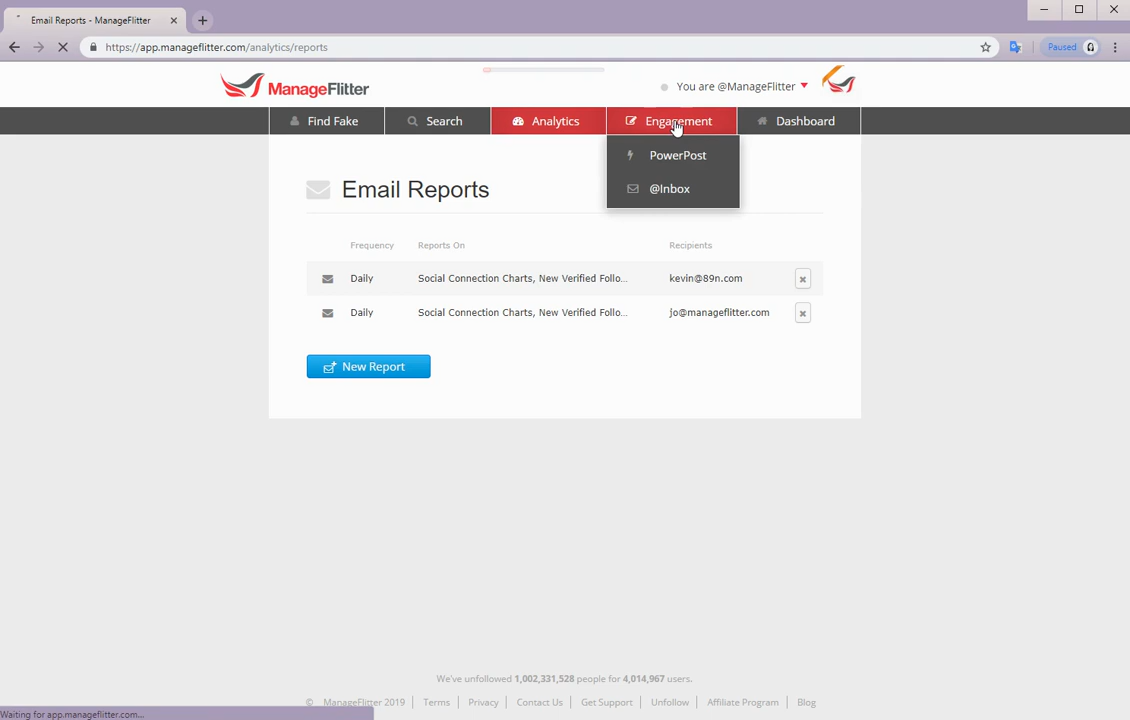 Email Reports - ManageFlitter
https://app.manageflitter.com/analytics/reports
Paused
ManageFlitter
You are @ManageFlitter
Find Fake
Search
Analytics
Engagement
Dashboard
PowerPost
@Inbox
Email Reports
Frequency Reports On Recipients
Daily Social Connection Charts, New Verified Follo... kevin@89n.com
Daily Social Connection Charts, New Verified Follo... jo@manageflitter.com
New Report
We've unfollowed 1,002,331,528 people for 4,014,967 users.
© ManageFlitter 2019 | Terms | Privacy | Contact Us | Get Support | Unfollow | Affiliate Program | Blog
Waiting for app.manageflitter.com...